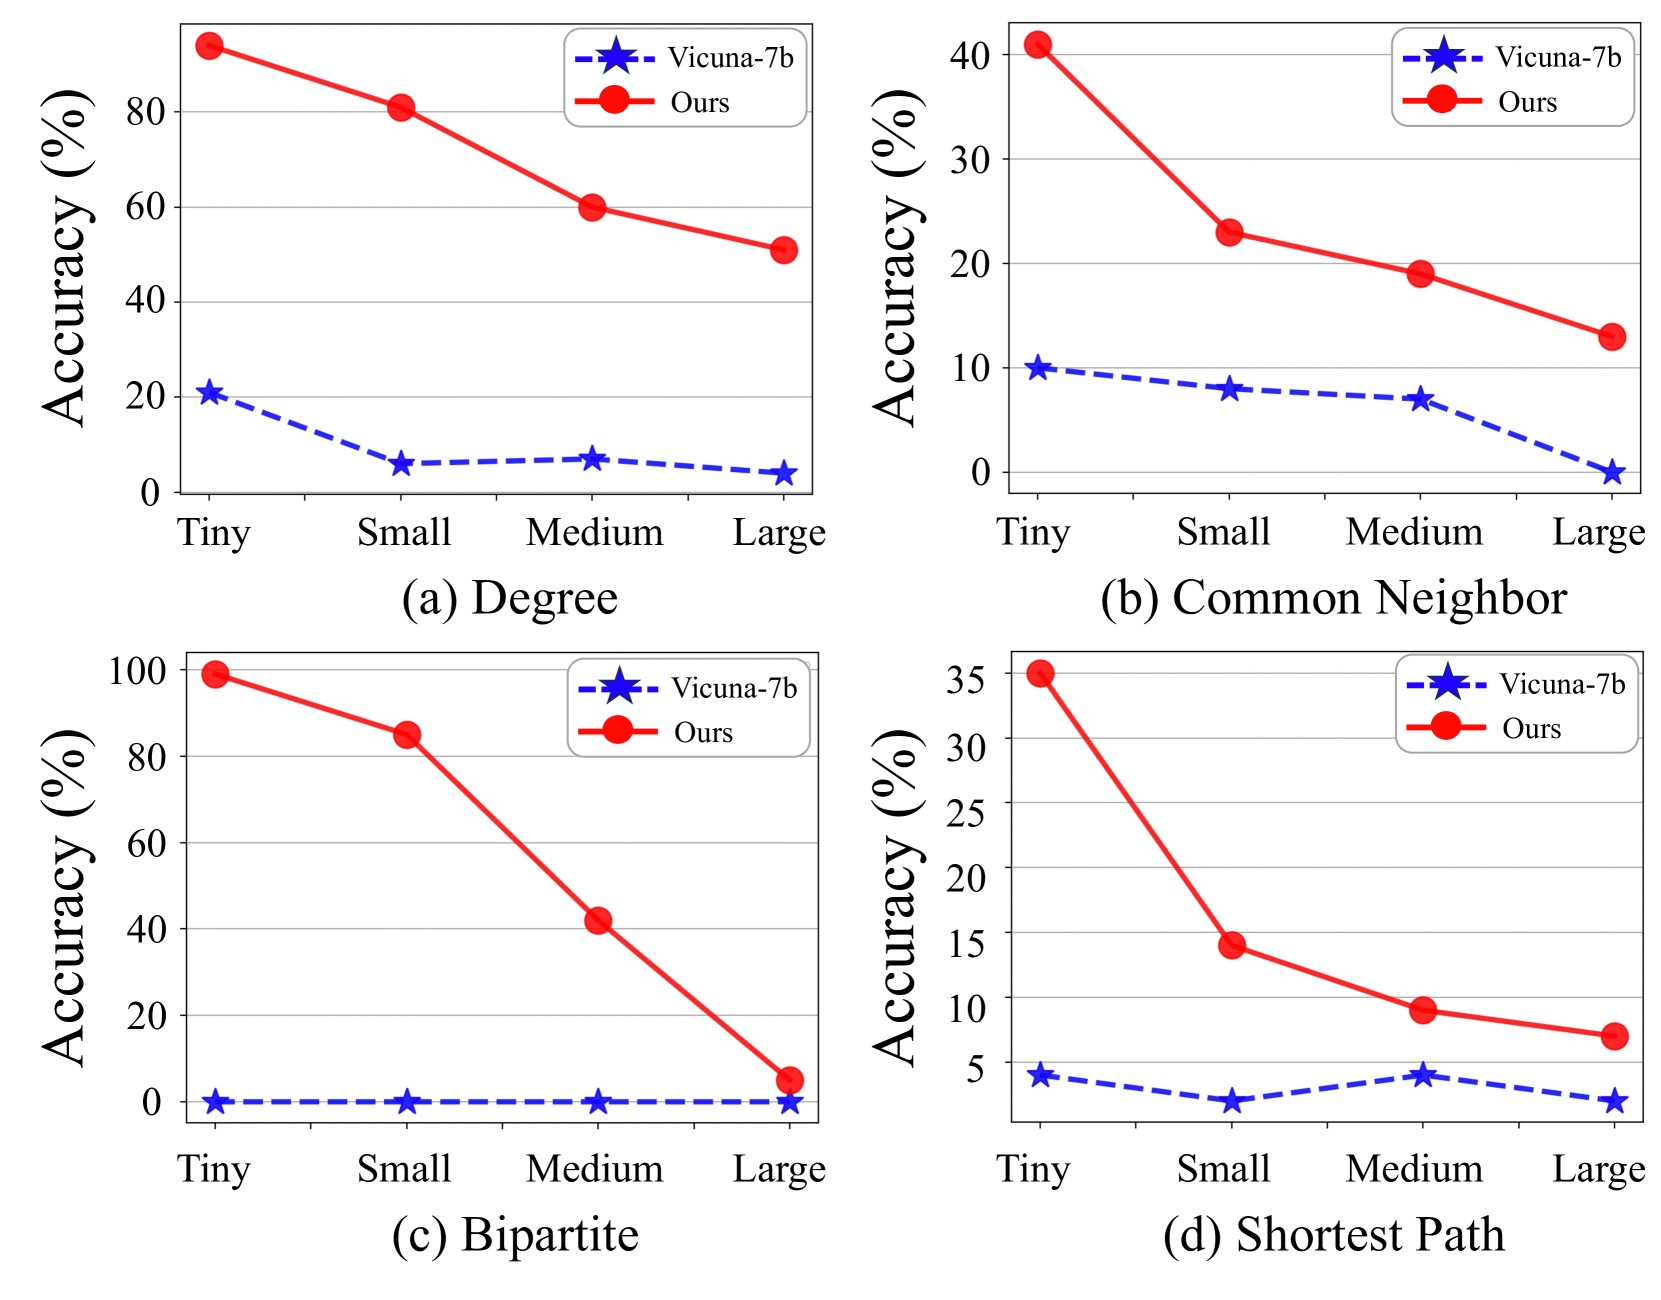 Accuracy (%)
80
60
40
20
0
Vicuna-7b
Ours
Tiny Small Medium Large
(a) Degree
Accuracy (%)
40
30
20
10
0
Vicuna-7b
Ours
Tiny Small Medium Large
(b) Common Neighbor
Accuracy (%)
100
80
60
40
20
0
Vicuna-7b
Ours
Tiny Small Medium Large
(c) Bipartite
Accuracy (%)
35
30
25
20
15
10
5
Vicuna-7b
Ours
Tiny Small Medium Large
(d) Shortest Path